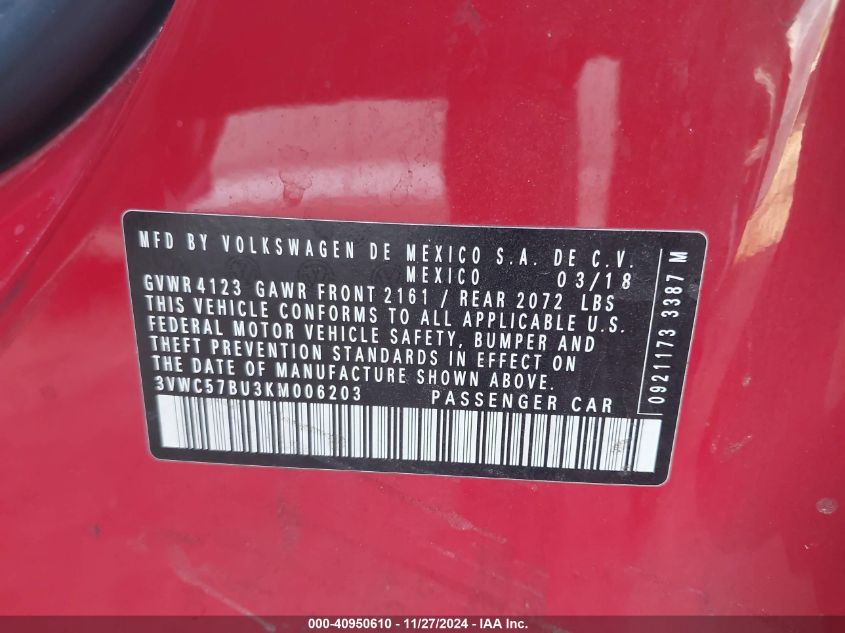 MFD BY VOLKSWAGEN DE MEXICO S.A. DE C.V.
MEXICO 03/18
GVWR 4123 GAWR FRONT 2161 / REAR 2072 LBS
THIS VEHICLE CONFORMS TO ALL APPLICABLE U.S.
FEDERAL MOTOR VEHICLE SAFETY, BUMPER AND
THEFT PREVENTION STANDARDS IN EFFECT ON
THE DATE OF MANUFACTURE SHOWN ABOVE.
3VWC57BU3KM006203 PASSENGER CAR
0921173 3387 M
000-40950610 - 11/27/2024 - IAA Inc.